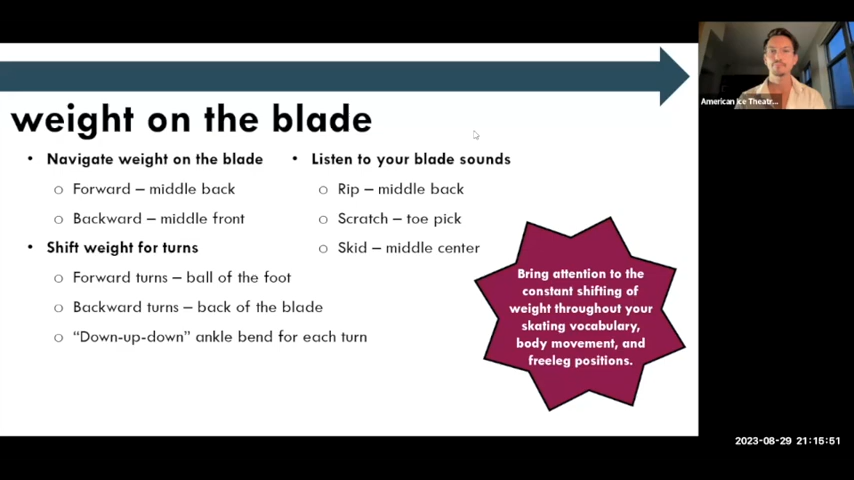 weight on the blade
• Navigate weight on the blade
o Forward – middle back
o Backward – middle front
• Shift weight for turns
o Forward turns – ball of the foot
o Backward turns – back of the blade
o "Down-up-down" ankle bend for each turn
• Listen to your blade sounds
o Rip – middle back
o Scratch – toe pick
o Skid – middle center
Bring attention to the
constant shifting of
weight throughout your
skating vocabulary,
body movement, and
freeleg positions.
American Ice Theatr...
2023-08-29 21:15:51